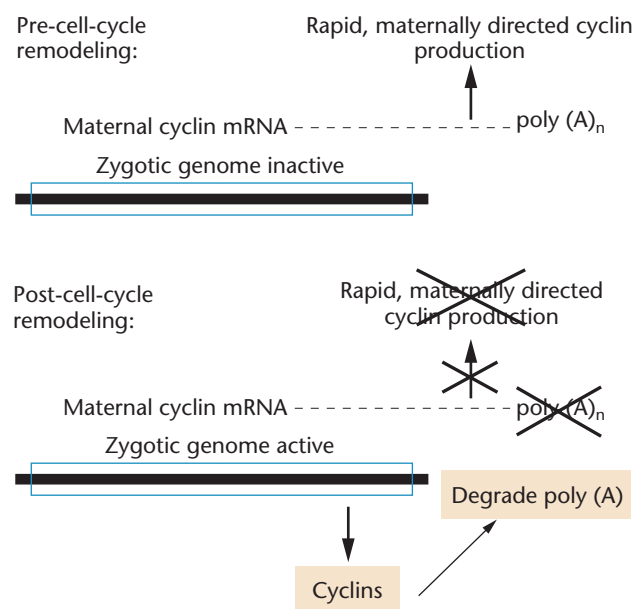 Pre-cell-cycle
remodeling:
Rapid, maternally directed cyclin
production
Maternal cyclin mRNA
poly (A)n
Zygotic genome inactive
Post-cell-cycle
remodeling:
Rapid, maternally directed
cyclin production
Maternal cyclin mRNA
poly (A)n
Zygotic genome active
Degrade poly (A)
Cyclins